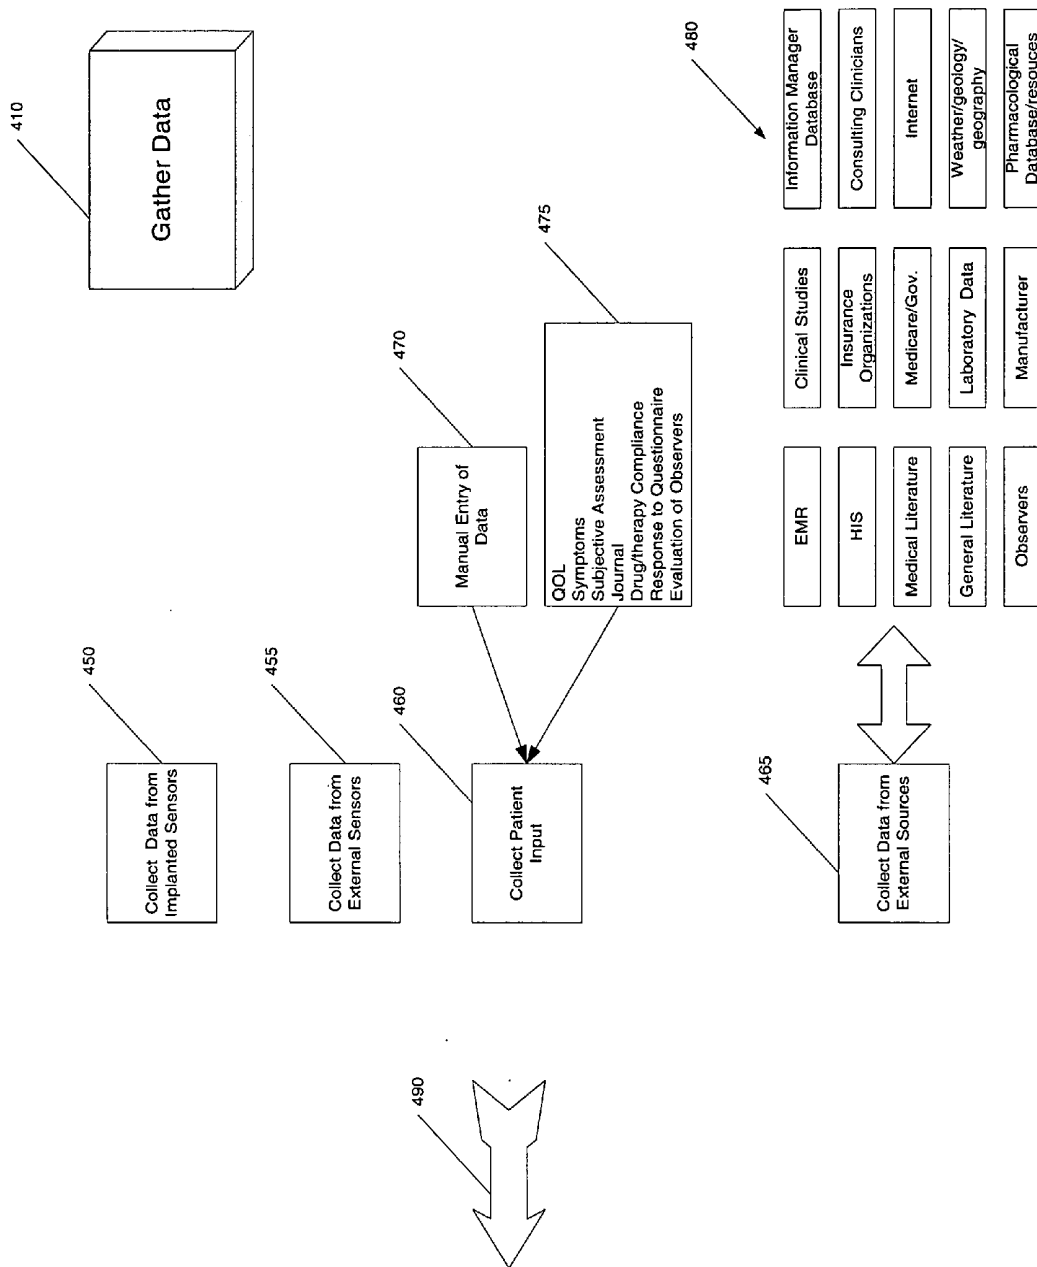 410
Gather Data
450
Collect Data from
Implanted Sensors
455
Collect Data from
External Sensors
490
460
Collect Patient
Input
470
Manual Entry of
Data
475
QOL
Symptoms
Subjective Assessment
Journal
Drug/therapy Compliance
Response to Questionnaire
Evaluation of Observers
465
Collect Data from
External Sources
480
EMR
Clinical Studies
Information Manager
Database
HIS
Insurance
Organizations
Consulting Clinicians
Medical Literature
Medicare/Gov.
Internet
General Literature
Laboratory Data
Weather/geology/
geography
Observers
Manufacturer
Pharmacological
Database/resouces